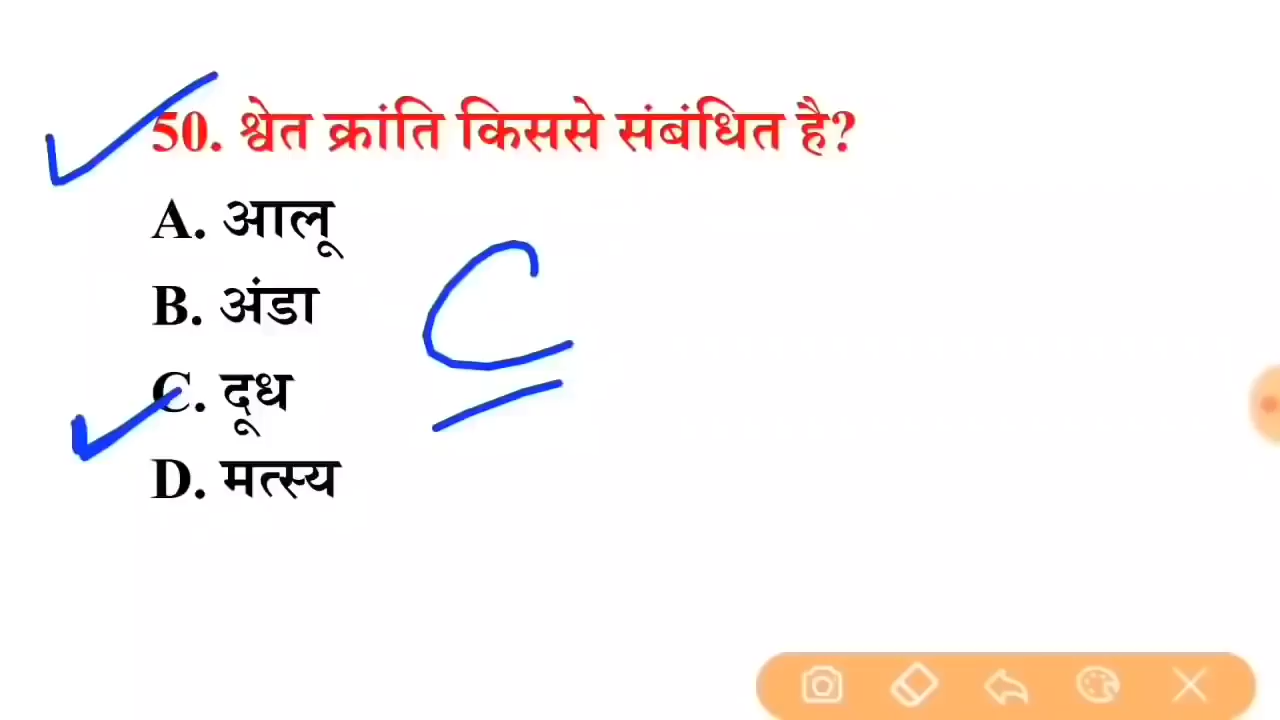 50. श्वेत क्रांति किससे संबंधित है?
A. आलू
B. अंडा
C
C. दूध
D. मत्स्य